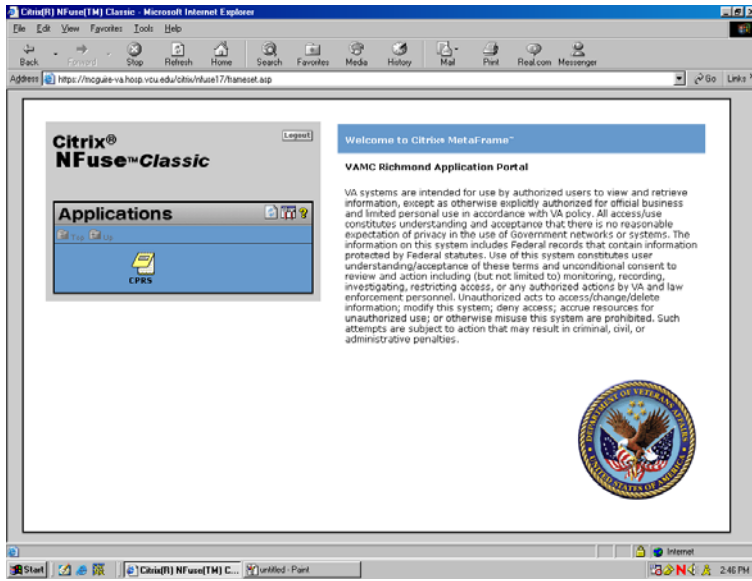 Citrix(R) NFuse(TM) Classic - Microsoft Internet Explorer
File Edit View Favorites Tools Help
Back Forward Stop Refresh Home Search Favorites Media History Mail Print Real.com Messenger
Address https://mcguire-va.hosp.vcu.edu/citrix/nfuse17/frameset.asp Go Links
Citrix® Logout
NFuse™Classic
Applications
Top Up
CPRS
Welcome to Citrix MetaFrame™
VAMC Richmond Application Portal
VA systems are intended for use by authorized users to view and retrieve
information, except as otherwise explicitly authorized for official business
and limited personal use in accordance with VA policy. All access/use
constitutes understanding and acceptance that there is no reasonable
expectation of privacy in the use of Government networks or systems. The
information on this system includes Federal records that contain information
protected by Federal statutes. Use of this system constitutes user
understanding/acceptance of these terms and unconditional consent to
review and action including (but not limited to) monitoring, recording,
investigating, restricting access, or any authorized actions by VA and law
enforcement personnel. Unauthorized acts to access/change/delete
information; modify this system; deny access; accrue resources for
unauthorized use; or otherwise misuse this system are prohibited. Such
attempts are subject to action that may result in criminal, civil, or
administrative penalties.
DEPARTMENT OF VETERANS AFFAIRS
UNITED STATES OF AMERICA
Internet
Start Citrix(R) NFuse(TM) C... untitled - Paint 2:46 PM